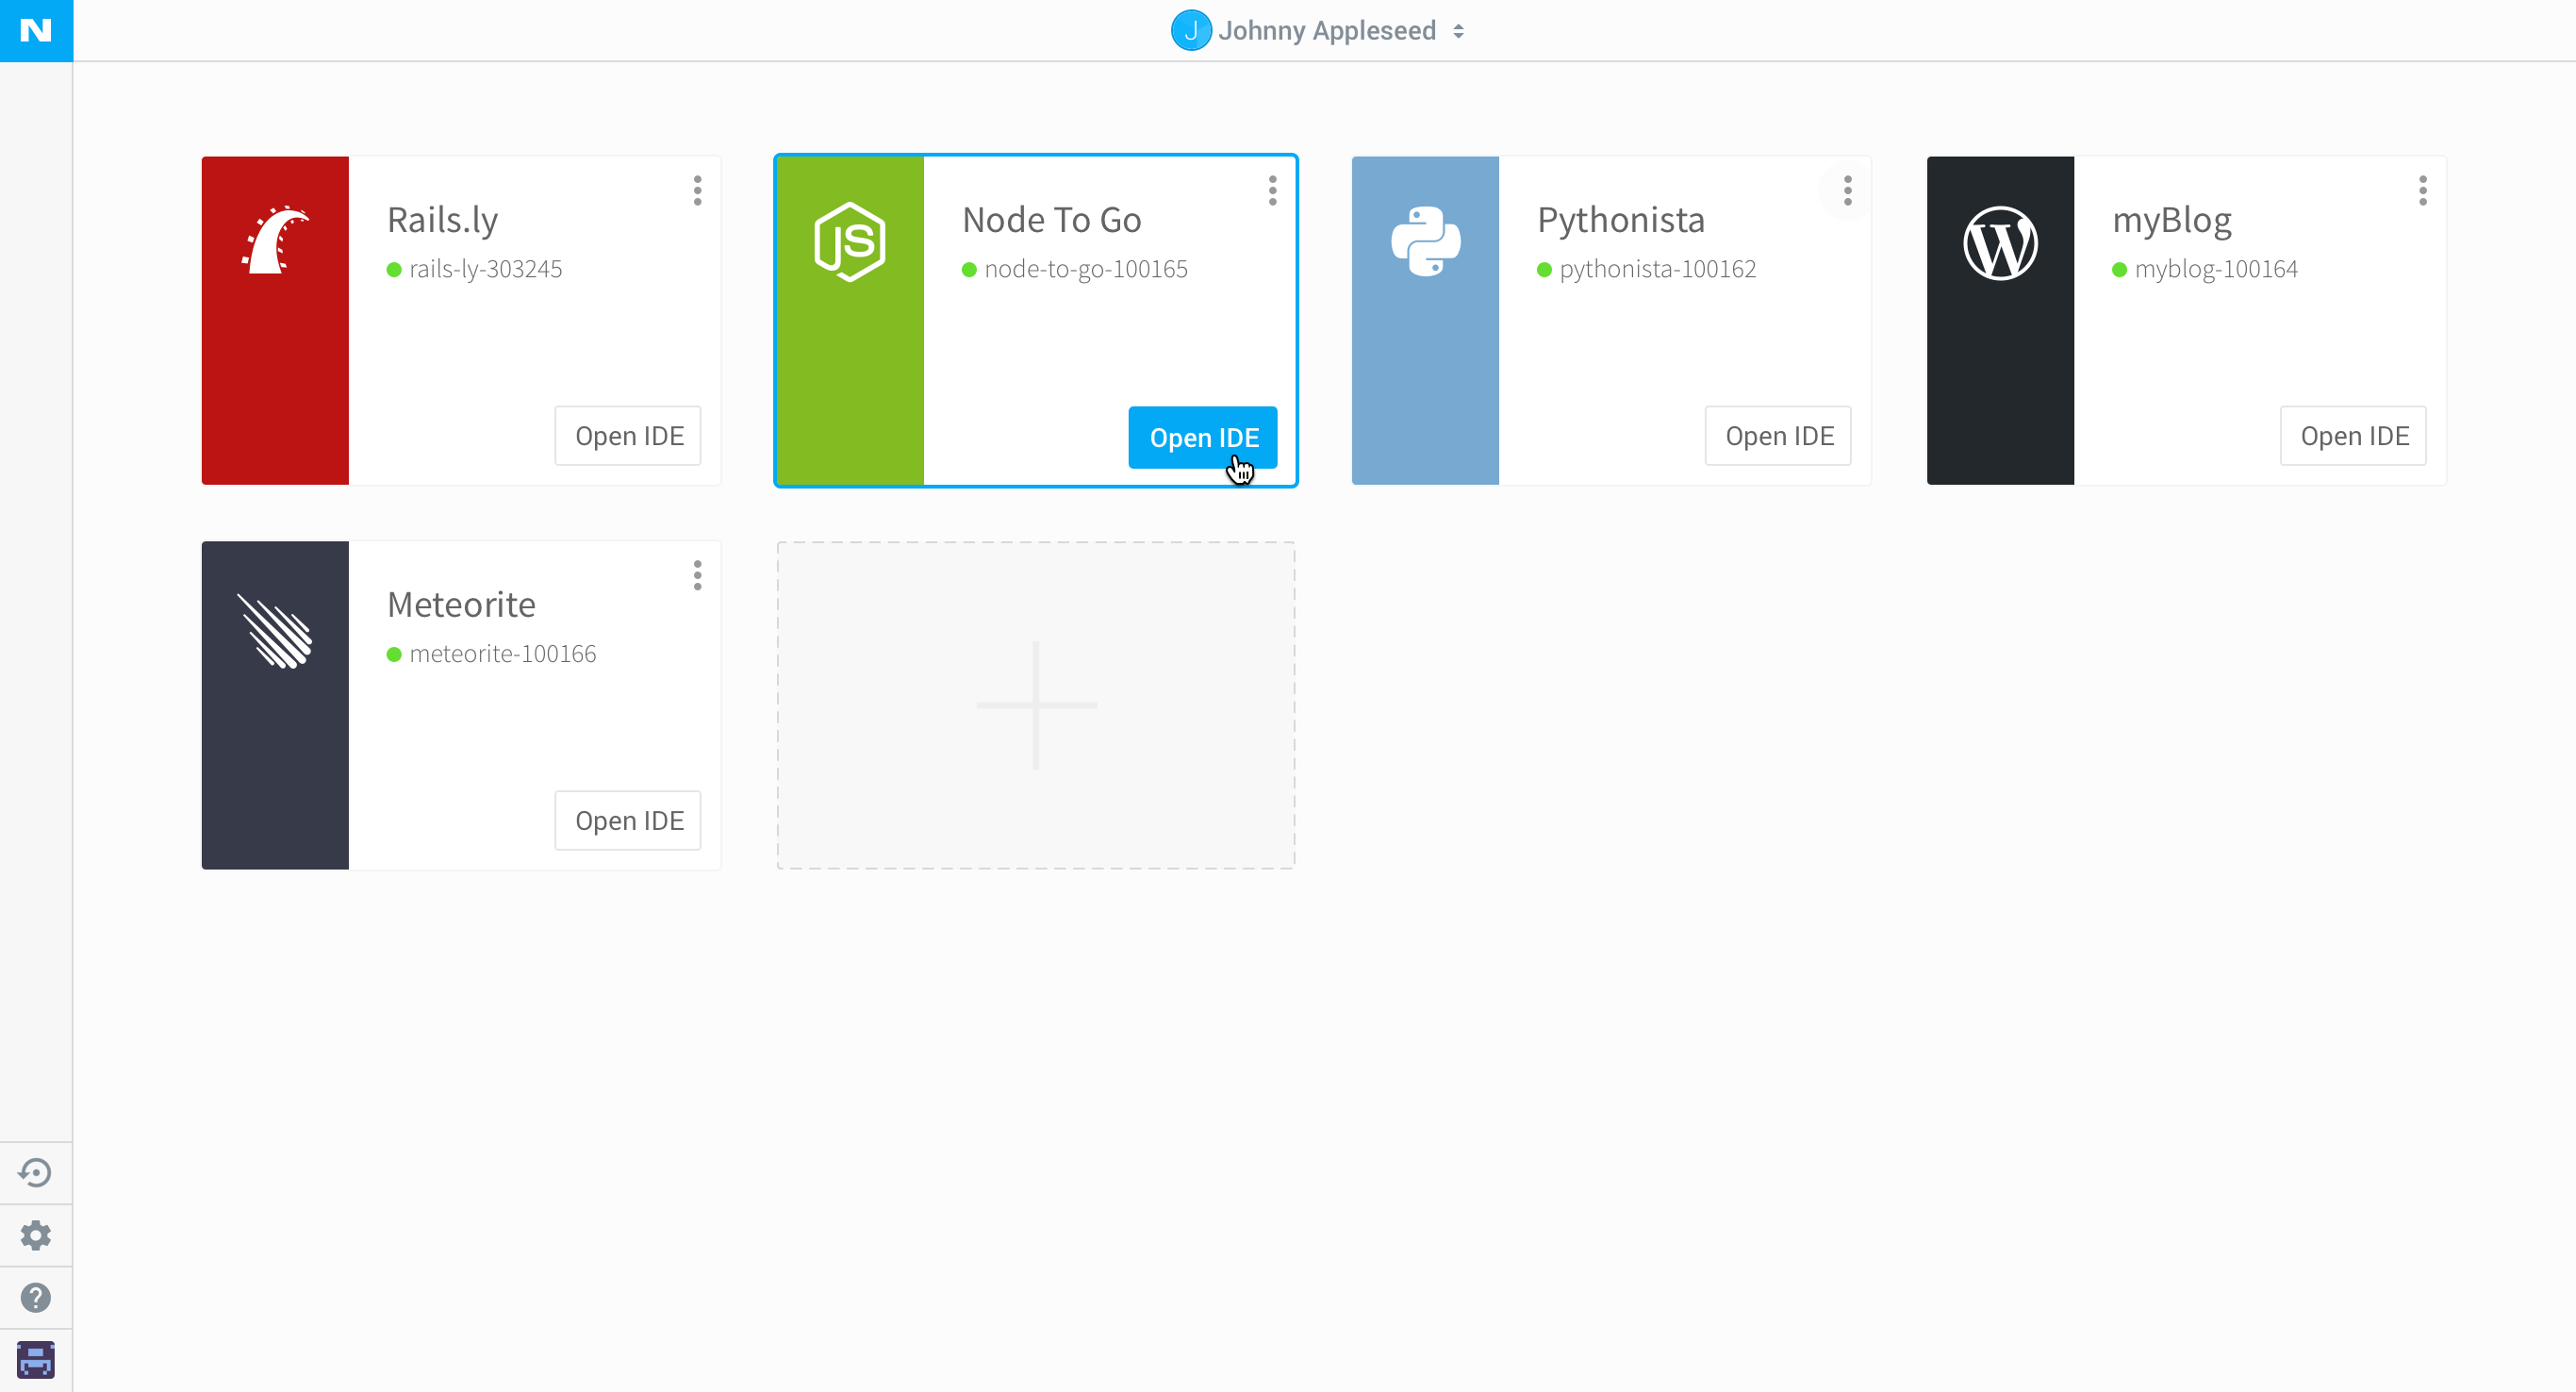 N
J Johnny Appleseed
Rails.ly
rails-ly-303245
Open IDE
JS
Node To Go
node-to-go-100165
Open IDE
Pythonista
pythonista-100162
Open IDE
W
myBlog
myblog-100164
Open IDE
Meteorite
meteorite-100166
Open IDE
?